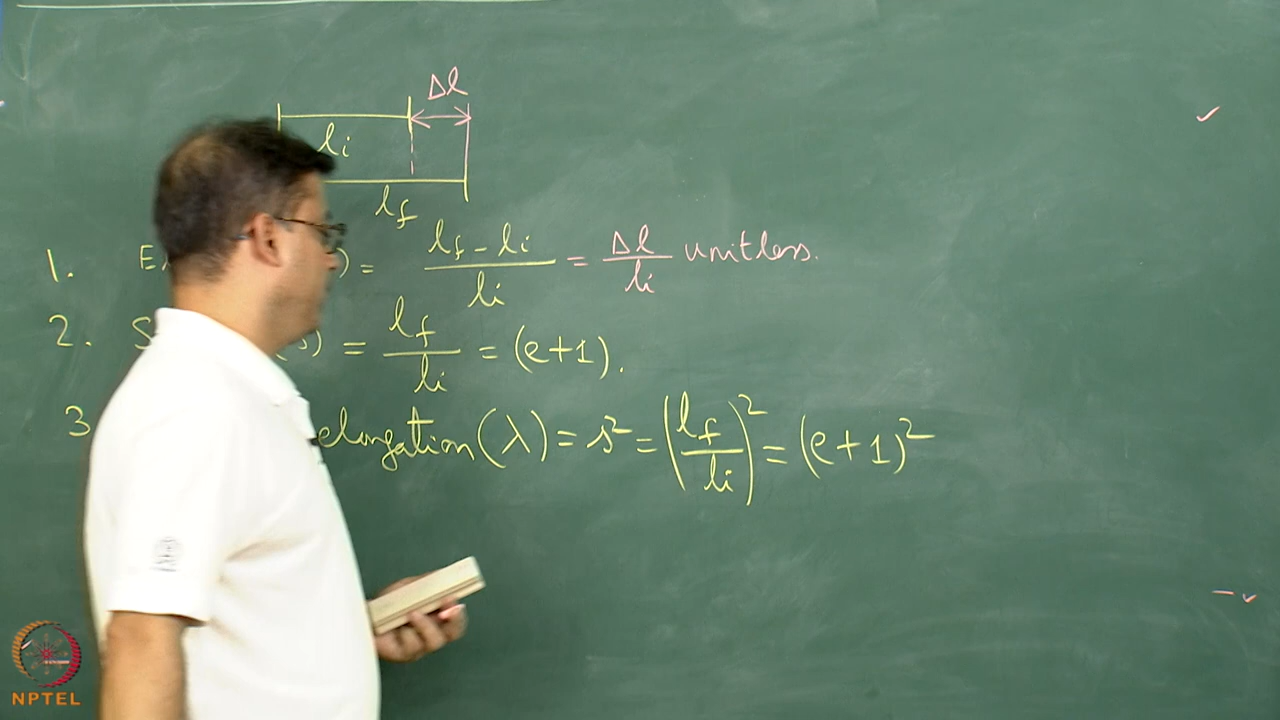 Δl
li
lf
1. E = (lf - li)/li = Δl/li unitless.
2. S (s) = lf/li = (e+1).
3 elongation (λ) = s² = (lf/li)² = (e+1)²
NPTEL